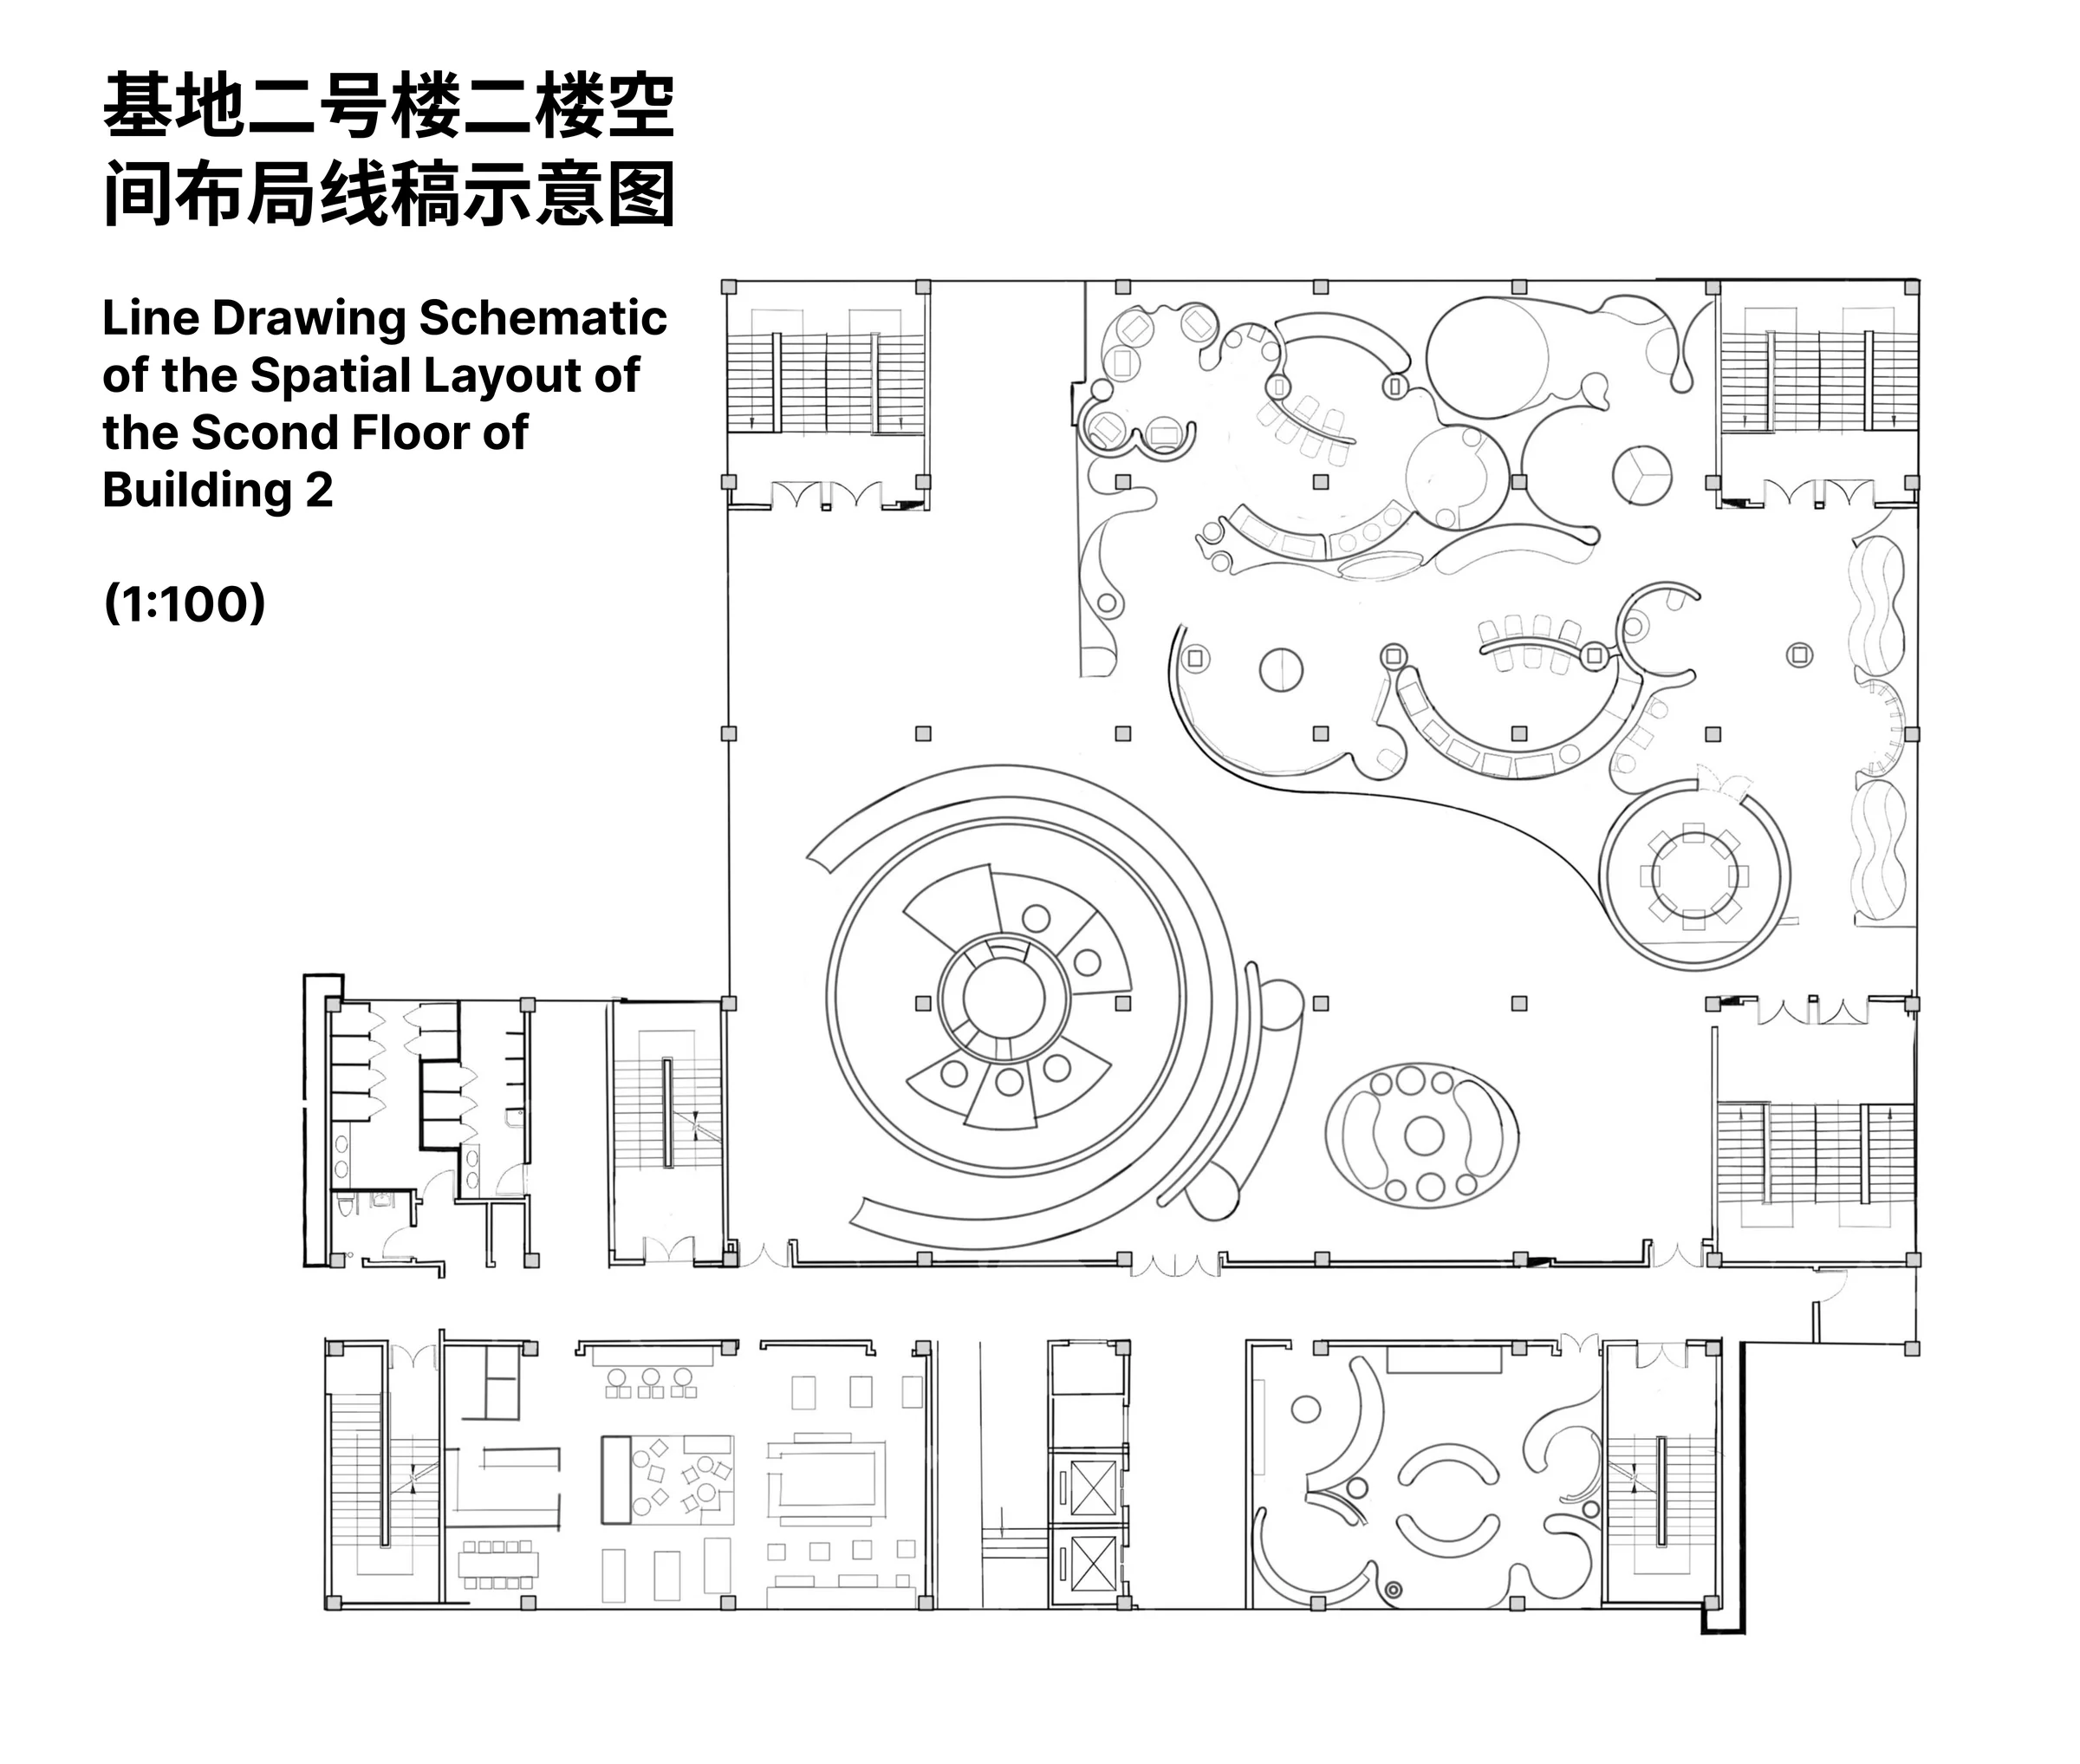 基地二号楼二楼空
间布局线稿示意图
Line Drawing Schematic
of the Spatial Layout of
the Scond Floor of
Building 2
(1:100)